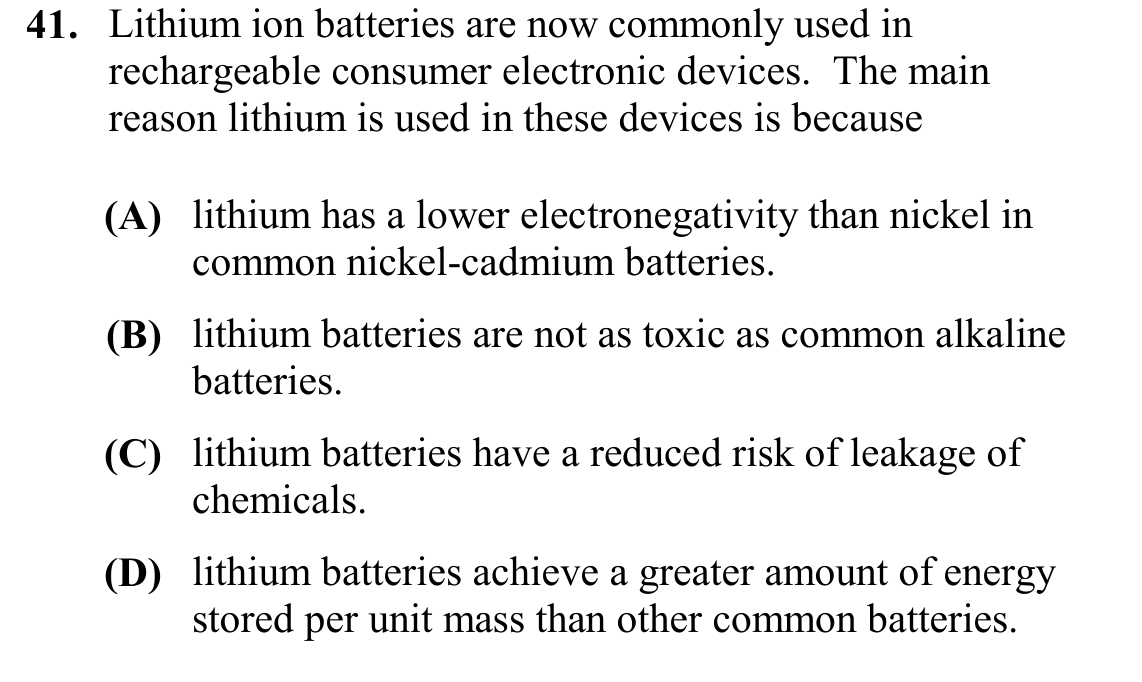 41. Lithium ion batteries are now commonly used in
rechargeable consumer electronic devices. The main
reason lithium is used in these devices is because
(A) lithium has a lower electronegativity than nickel in
common nickel-cadmium batteries.
(B) lithium batteries are not as toxic as common alkaline
batteries.
(C) lithium batteries have a reduced risk of leakage of
chemicals.
(D) lithium batteries achieve a greater amount of energy
stored per unit mass than other common batteries.